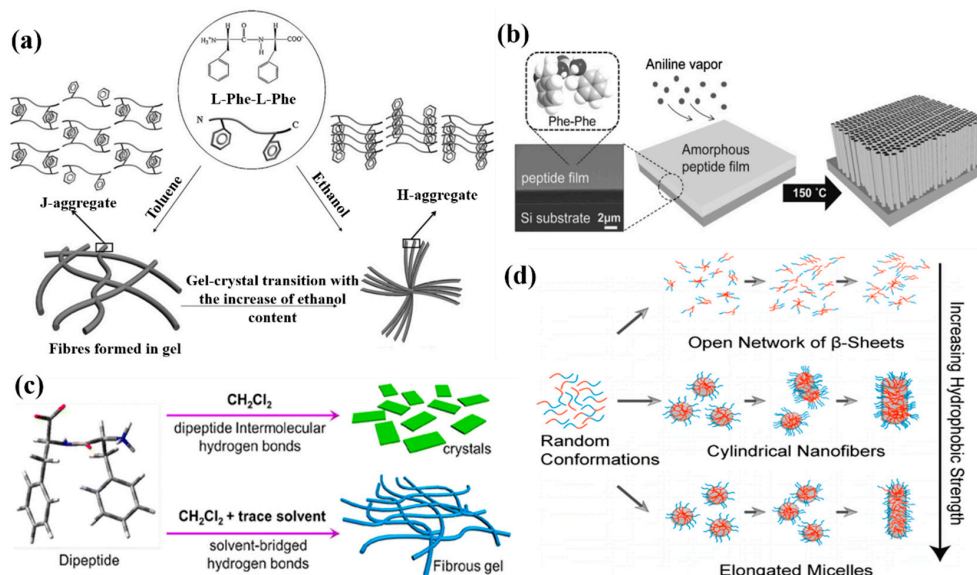 (a)
H
O
H
H₃N⁺
C
N
COO⁻
H
L-Phe-L-Phe
N
C
J-aggregate
H-aggregate
Toluene
Ethanol
Gel-crystal transition with
the increase of ethanol
content
Fibres formed in gel
(b)
Phe-Phe
peptide film
Si substrate
2μm
Aniline vapor
Amorphous
peptide film
150 ˚C
(c)
Dipeptide
CH₂Cl₂
dipeptide Intermolecular
hydrogen bonds
crystals
CH₂Cl₂ + trace solvent
solvent-bridged
hydrogen bonds
Fibrous gel
(d)
Random
Conformations
Open Network of β-Sheets
Cylindrical Nanofibers
Elongated Micelles
Increasing Hydrophobic Strength